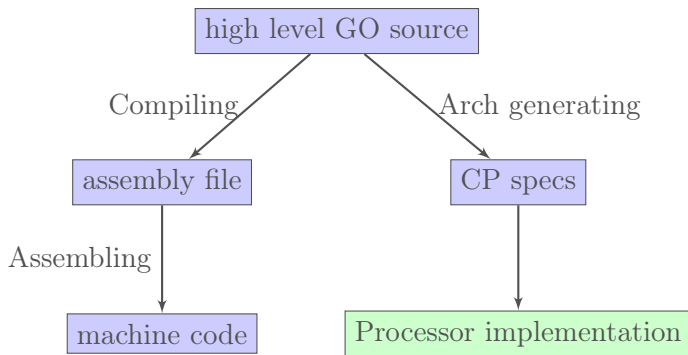 high level GO source
Compiling
Arch generating
assembly file
CP specs
Assembling
machine code
Processor implementation